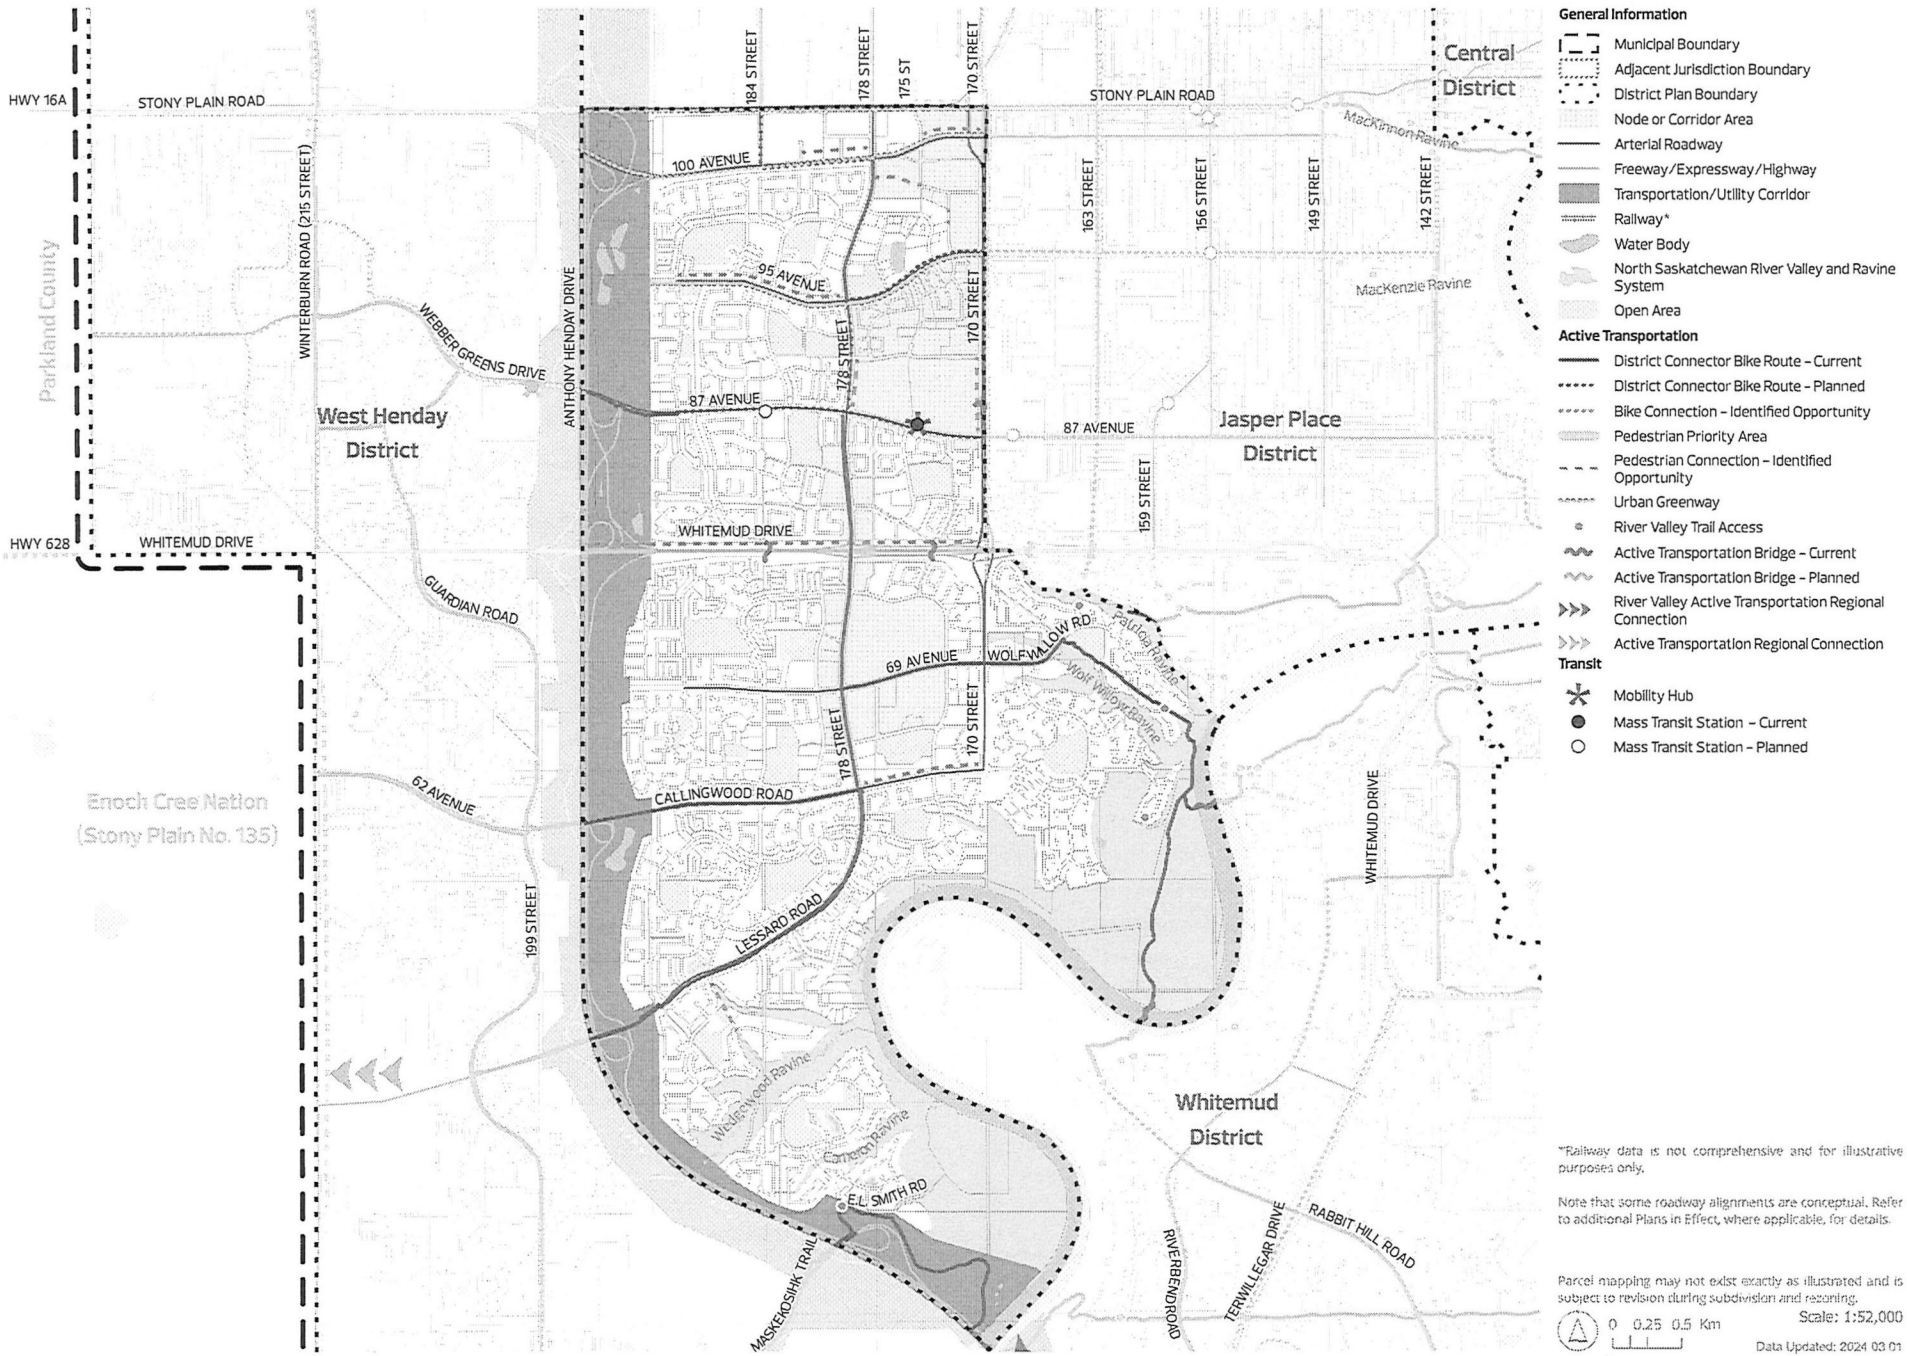 184 STREET
178 STREET
175 ST
170 STREET
Central
District
HWY 16A
STONY PLAIN ROAD
STONY PLAIN ROAD
MacKinnon Ravine
100 AVENUE
163 STREET
156 STREET
149 STREET
142 STREET
WINTERBURN ROAD (215 STREET)
Parkland County
ANTHONY HENDAY DRIVE
95 AVENUE
170 STREET
MacKenzie Ravine
WEBBER GREENS DRIVE
178 STREET
87 AVENUE
West Henday
District
Jasper Place
District
87 AVENUE
159 STREET
HWY 628
WHITEMUD DRIVE
WHITEMUD DRIVE
GUARDIAN ROAD
Patricia Ravine
69 AVENUE
WOLF WILLOW RD
Wolf Willow Ravine
178 STREET
170 STREET
62 AVENUE
CALLINGWOOD ROAD
Enoch Cree Nation
(Stony Plain No. 135)
WHITEMUD DRIVE
199 STREET
LESSARD ROAD
Wedgewood Ravine
Cameron Ravine
Whitemud
District
E.L. SMITH RD
MASKEKOSIHK TRAIL
RIVERBEND ROAD
TERWILLEGAR DRIVE
RABBIT HILL ROAD
General Information
Municipal Boundary
Adjacent Jurisdiction Boundary
District Plan Boundary
Node or Corridor Area
Arterial Roadway
Freeway/Expressway/Highway
Transportation/Utility Corridor
Railway*
Water Body
North Saskatchewan River Valley and Ravine
System
Open Area
Active Transportation
District Connector Bike Route – Current
District Connector Bike Route – Planned
Bike Connection – Identified Opportunity
Pedestrian Priority Area
Pedestrian Connection – Identified
Opportunity
Urban Greenway
River Valley Trail Access
Active Transportation Bridge – Current
Active Transportation Bridge – Planned
River Valley Active Transportation Regional
Connection
Active Transportation Regional Connection
Transit
Mobility Hub
Mass Transit Station – Current
Mass Transit Station – Planned
*Railway data is not comprehensive and for illustrative
purposes only.
Note that some roadway alignments are conceptual. Refer
to additional Plans in Effect, where applicable, for details.
Parcel mapping may not exist exactly as illustrated and is
subject to revision during subdivision and rezoning.
Scale: 1:52,000
0 0.25 0.5 Km
Data Updated: 2024 03 01